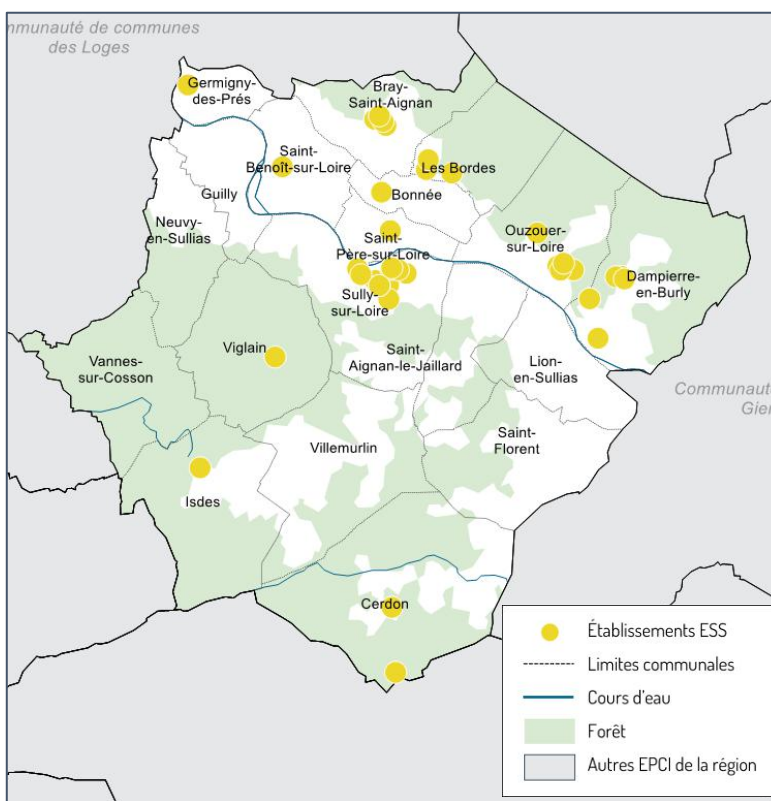 mmunauté de communes
des Loges
Germigny-
des-Prés
Bray-
Saint-Aignan
Saint-
Benoît-sur-Loire
Les Bordes
Guilly
Bonnée
Neuvy-
en-Sullias
Saint-
Père-sur-Loire
Ouzouer-
sur-Loire
Dampierre-
en-Burly
Sully-
sur-Loire
Viglain
Vannes-
sur-Cosson
Saint-
Aignan-le-Jaillard
Lion-
en-Sullias
Communaut
Gien
Villemurlin
Saint-
Florent
Isdes
Cerdon
Établissements ESS
Limites communales
Cours d'eau
Forêt
Autres EPCI de la région